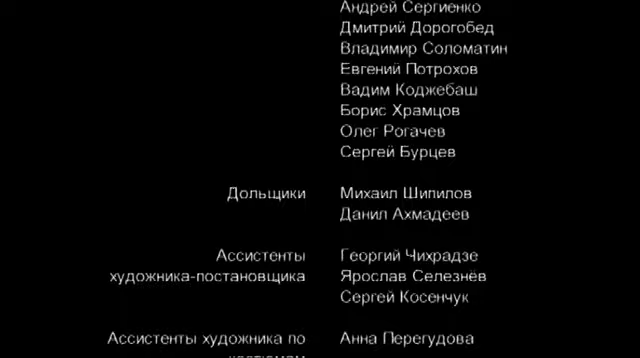 Андрей Сергиенко
Дмитрий Дорогобед
Владимир Соломатин
Евгений Потрохов
Вадим Коджебаш
Борис Храмцов
Олег Рогачев
Сергей Бурцев
Дольщики Михаил Шипилов
Данил Ахмадеев
Ассистенты Георгий Чихрадзе
художника-постановщика Ярослав Селезнёв
Сергей Косенчук
Ассистенты художника по Анна Перегудова